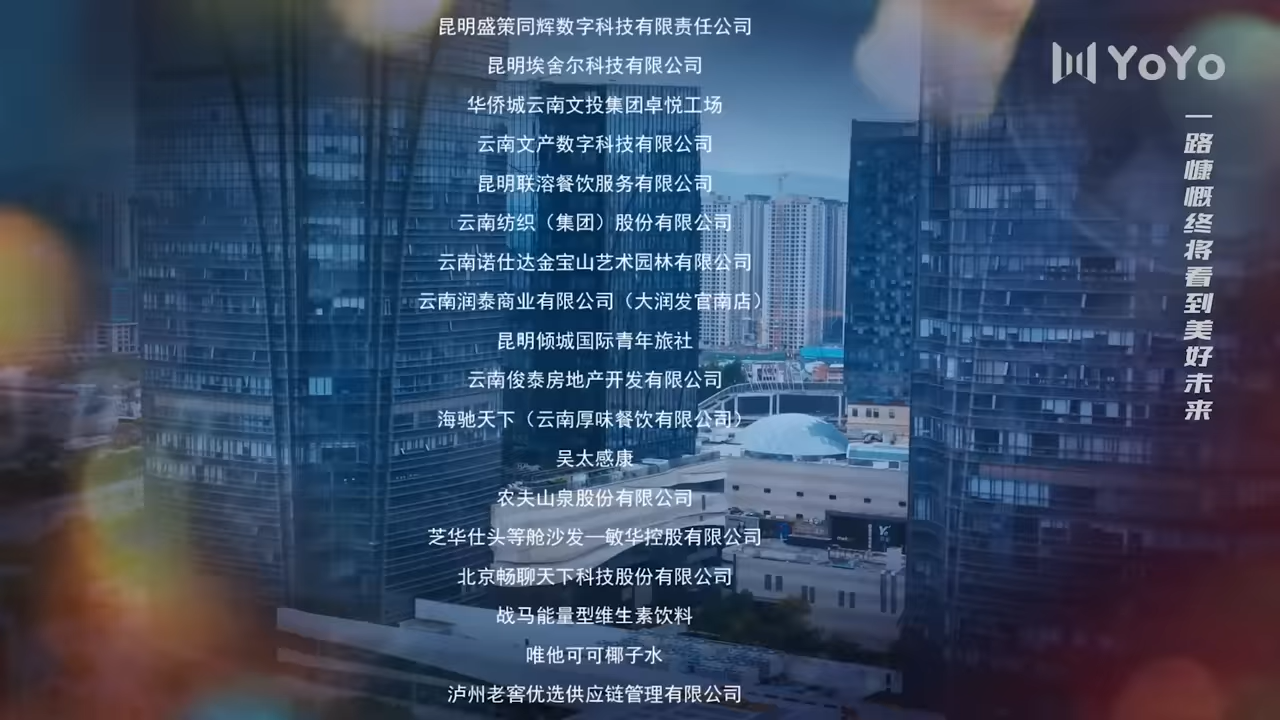 昆明盛策同辉数字科技有限责任公司
昆明埃舍尔科技有限公司
华侨城云南文投集团卓悦工场
云南文产数字科技有限公司
昆明联溶餐饮服务有限公司
云南纺织（集团）股份有限公司
云南诺仕达金宝山艺术园林有限公司
云南润泰商业有限公司（大润发官南店）
昆明倾城国际青年旅社
云南俊泰房地产开发有限公司
海驰天下（云南厚味餐饮有限公司）
吴太感康
农夫山泉股份有限公司
芝华仕头等舱沙发—敏华控股有限公司
北京畅聊天下科技股份有限公司
战马能量型维生素饮料
唯他可可椰子水
泸州老窖优选供应链管理有限公司
YoYo
一路慷慨终将看到美好未来